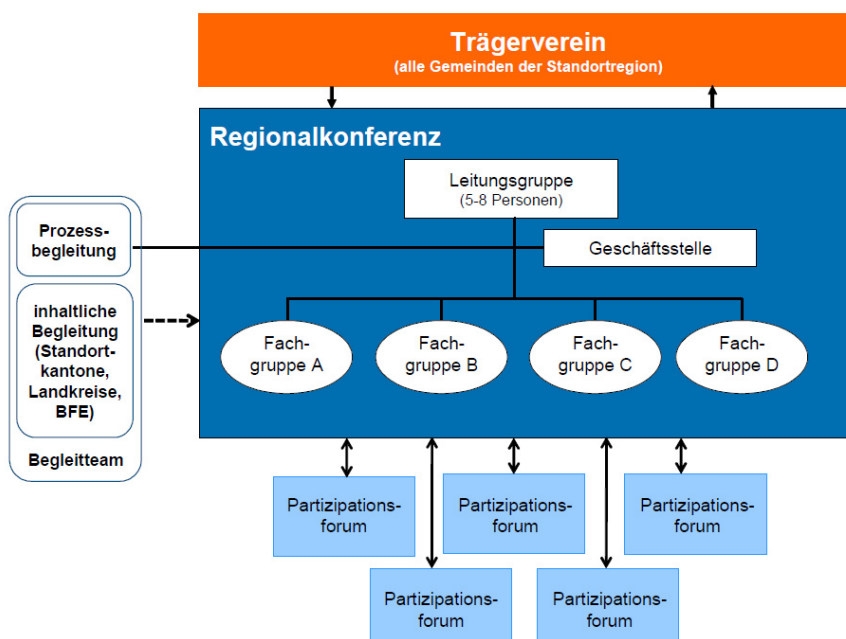 Trägerverein
(alle Gemeinden der Standortregion)
Regionalkonferenz
Leitungsgruppe
(5-8 Personen)
Geschäftsstelle
Prozess-
begleitung
inhaltliche
Begleitung
(Standort-
kantone,
Landkreise,
BFE)
Begleitteam
Fach-
gruppe A
Fach-
gruppe B
Fach-
gruppe C
Fach-
gruppe D
Partizipations-
forum
Partizipations-
forum
Partizipations-
forum
Partizipations-
forum
Partizipations-
forum